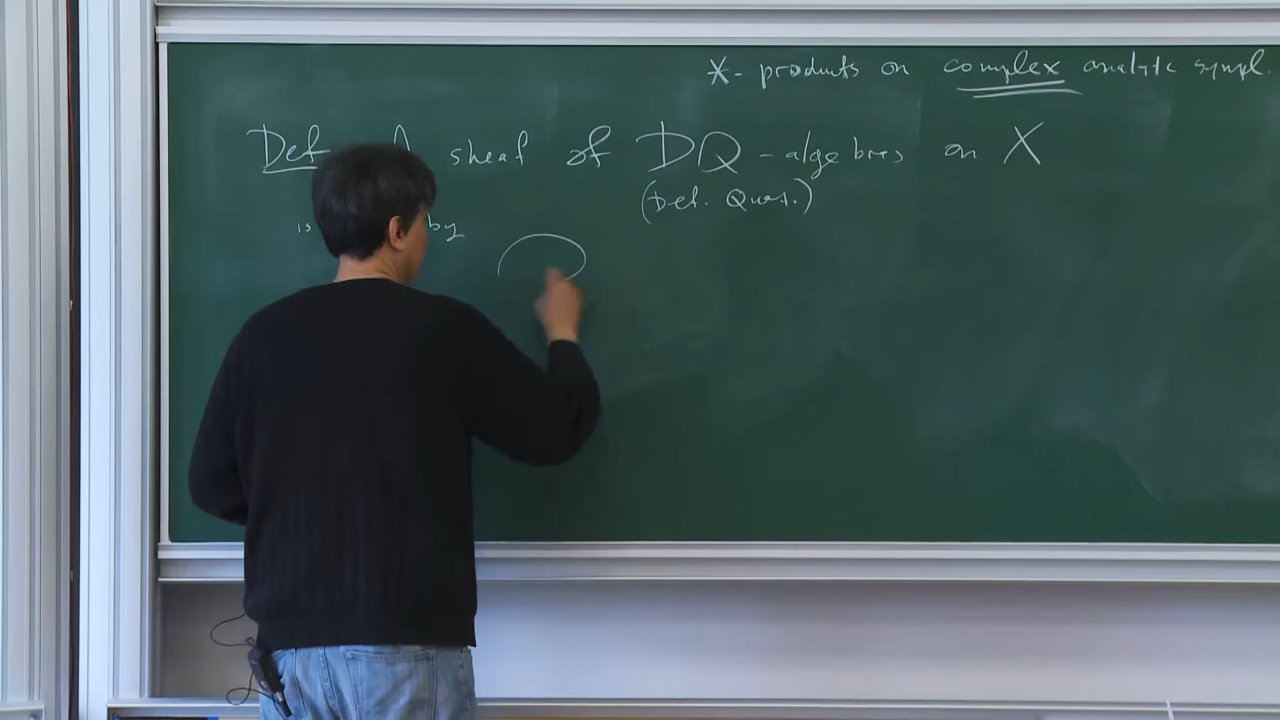 *- products on complex analytic sympl.
Def A sheaf of DQ - algebras on X
(Def. Quant.)
is by